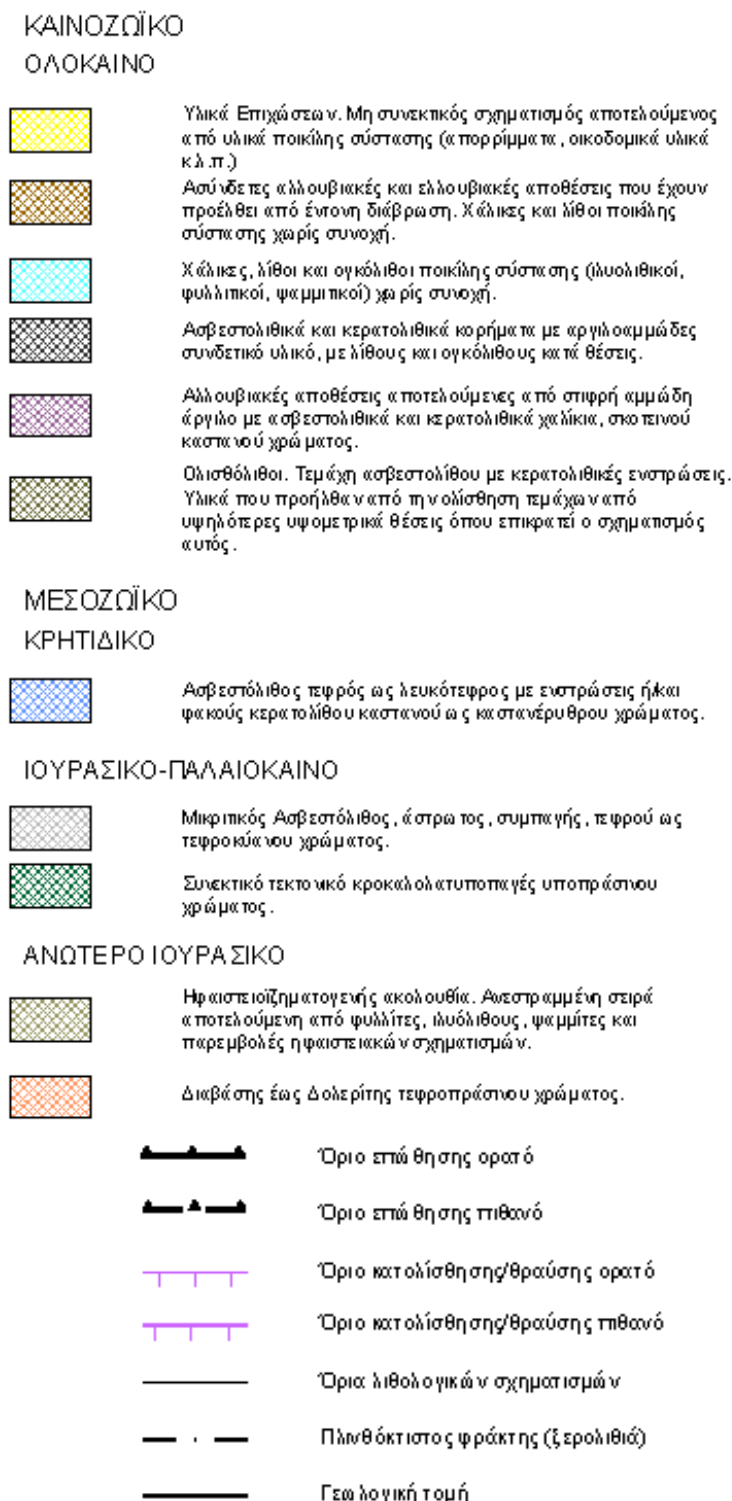 ΚΑΙΝΟΖΩΪΚΟ
ΟΛΟΚΑΙΝΟ
Υλικά Επιχώσεων. Μη συνεκτικός σχηματισμός αποτελούμενος
από υλικά ποικίλης σύστασης (απορρίμματα, οικοδομικά υλικά
κ.λ.π.)
Ασύνδετες αλλουβιακές και ελλουβιακές αποθέσεις που έχουν
προέλθει από έντονη διάβρωση. Χάλικες και λίθοι ποικίλης
σύστασης χωρίς συνοχή.
Χάλικες, λίθοι και ογκόλιθοι ποικίλης σύστασης (ιλυολιθικοί,
φυλλιτικοί, ψαμμιτικοί) χωρίς συνοχή.
Ασβεστολιθικά και κερατολιθικά κορήματα με αργιλοαμμώδες
συνδετικό υλικό, με λίθους και ογκόλιθους κατά θέσεις.
Αλλουβιακές αποθέσεις αποτελούμενες από στιφρή αμμώδη
άργιλο με ασβεστολιθικά και κερατολιθικά χαλίκια, σκοτεινού
καστανού χρώματος.
Ολισθόλιθοι. Τεμάχη ασβεστολίθου με κερατολιθικές ενστρώσεις.
Υλικά που προήλθαν από την ολίσθηση τεμάχων από
υψηλότερες υψομετρικά θέσεις όπου επικρατεί ο σχηματισμός
αυτός.
ΜΕΣΟΖΩΪΚΟ
ΚΡΗΤΙΔΙΚΟ
Ασβεστόλιθος τεφρός ως λευκότεφρος με ενστρώσεις ή/και
φακούς κερατολίθου καστανού ως καστανέρυθρου χρώματος.
ΙΟΥΡΑΣΙΚΟ-ΠΑΛΑΙΟΚΑΙΝΟ
Μικριτικός Ασβεστόλιθος, άστρωτος, συμπαγής, τεφρού ως
τεφροκύανου χρώματος.
Συνεκτικό τεκτονικό κροκαλολατυποπαγές υποπράσινου
χρώματος.
ΑΝΩΤΕΡΟ ΙΟΥΡΑΣΙΚΟ
Ηφαιστειοϊζηματογενής ακολουθία. Ανεστραμμένη σειρά
αποτελούμενη από φυλλίτες, ιλυόλιθους, ψαμμίτες και
παρεμβολές ηφαιστειακών σχηματισμών.
Διαβάσης έως Δολερίτης τεφροπράσινου χρώματος.
Όριο επώθησης ορατό
Όριο επώθησης πιθανό
Όριο κατολίσθησης/θραύσης ορατό
Όριο κατολίσθησης/θραύσης πιθανό
Όρια λιθολογικών σχηματισμών
Πλινθόκτιστος φράκτης (ξερολιθιά)
Γεωλογική τομή